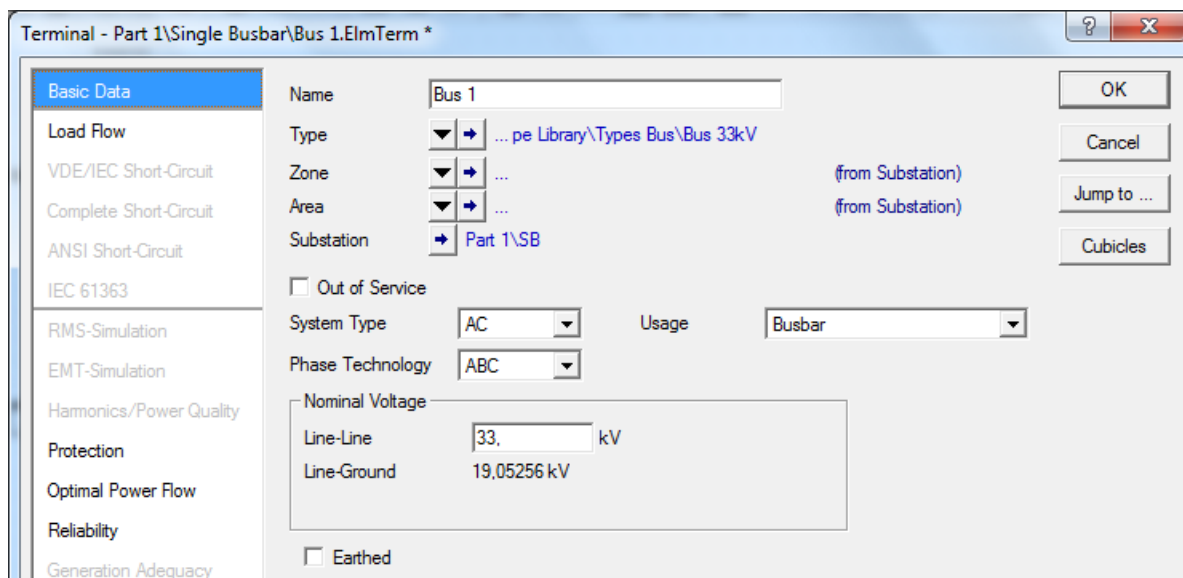 Terminal - Part 1\Single Busbar\Bus 1.ElmTerm *
Basic Data
Load Flow
VDE/IEC Short-Circuit
Complete Short-Circuit
ANSI Short-Circuit
IEC 61363
RMS-Simulation
EMT-Simulation
Harmonics/Power Quality
Protection
Optimal Power Flow
Reliability
Generation Adequacy
Name Bus 1
Type ... pe Library\Types Bus\Bus 33kV
Zone ... (from Substation)
Area ... (from Substation)
Substation Part 1\SB
Out of Service
System Type AC Usage Busbar
Phase Technology ABC
Nominal Voltage
Line-Line 33, kV
Line-Ground 19,05256 kV
Earthed
OK
Cancel
Jump to ...
Cubicles